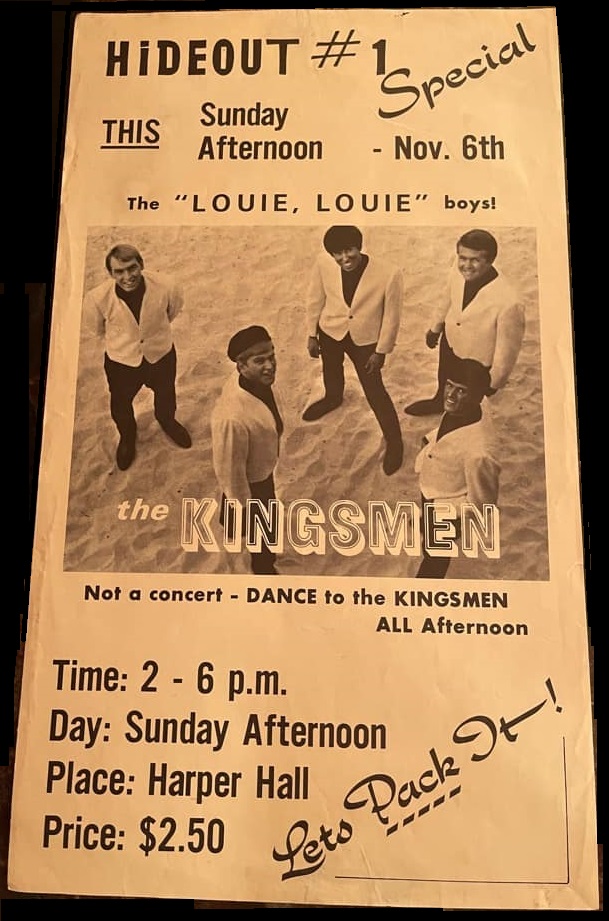 HiDEOUT #1 Special
THIS Sunday
Afternoon - Nov. 6th
The "LOUIE, LOUIE" boys!
the KINGSMEN
Not a concert - DANCE to the KINGSMEN
ALL Afternoon
Time: 2 - 6 p.m.
Day: Sunday Afternoon
Place: Harper Hall
Price: $2.50
Lets Pack It!